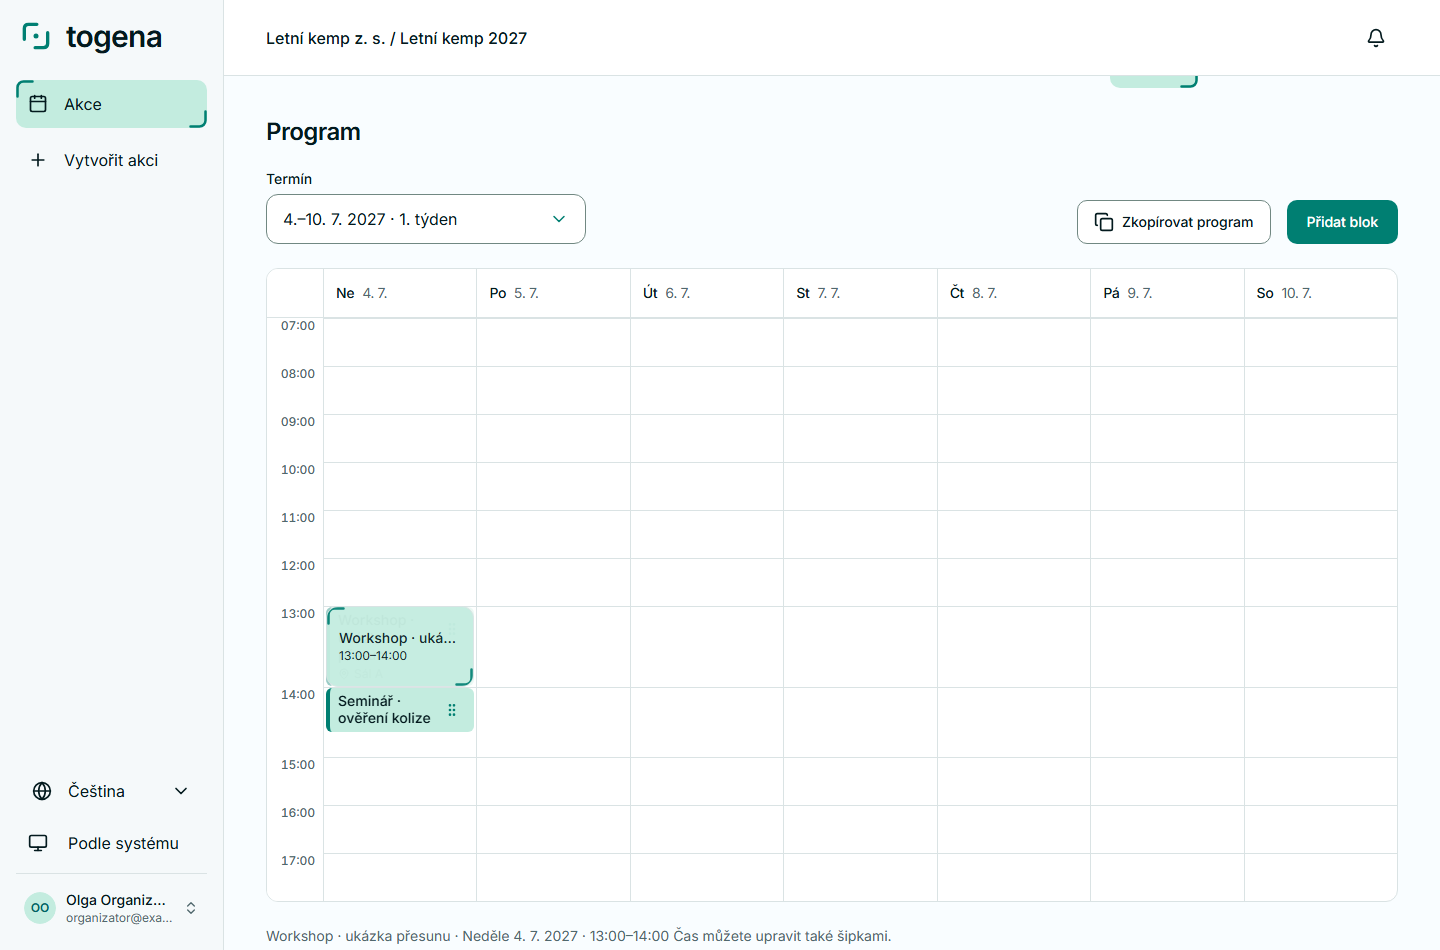 togena
Letní kemp z. s. / Letní kemp 2027
Akce
Vytvořit akci
Program
Termín
4.–10. 7. 2027 · 1. týden
Zkopírovat program
Přidat blok
Ne 4. 7.
Po 5. 7.
Út 6. 7.
St 7. 7.
Čt 8. 7.
Pá 9. 7.
So 10. 7.
07:00
08:00
09:00
10:00
11:00
12:00
13:00
Workshop ·
Workshop · uká...
13:00–14:00
14:00
Seminář ·
ověření kolize
15:00
16:00
17:00
Workshop · ukázka přesunu · Neděle 4. 7. 2027 · 13:00–14:00 Čas můžete upravit také šipkami.
Čeština
Podle systému
OO
Olga Organiz...
organizator@exa...